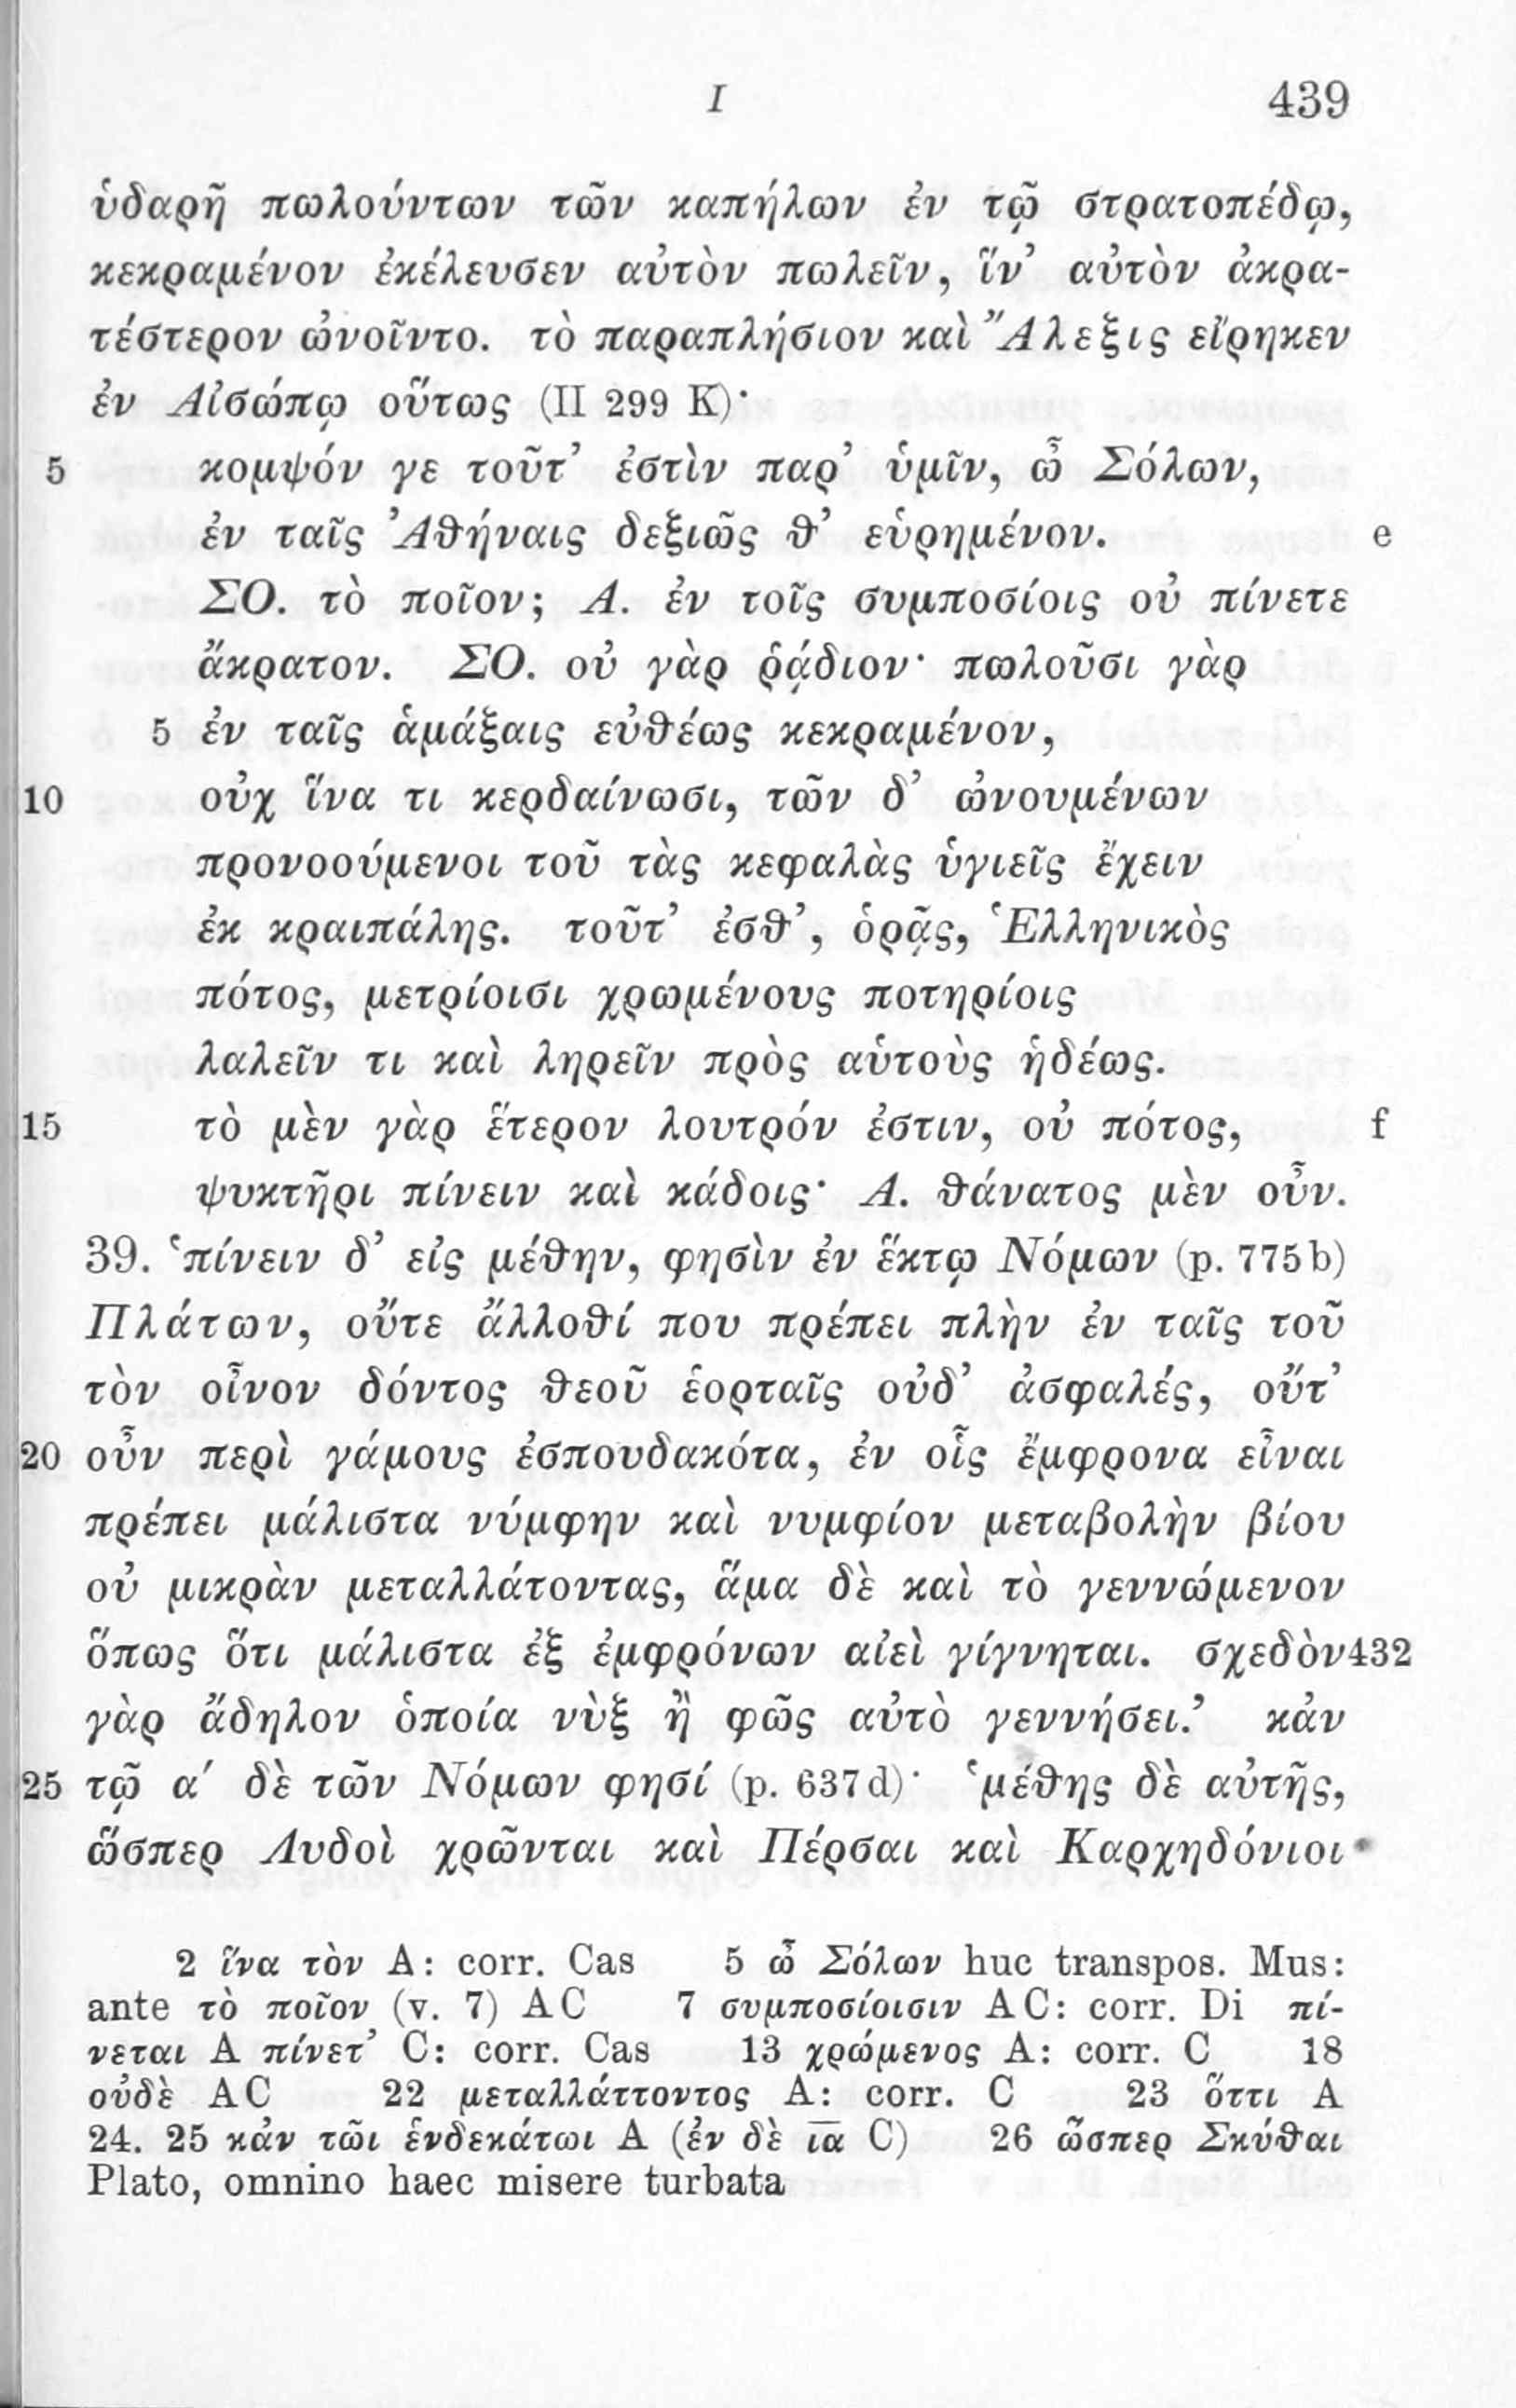 I 439
ὑδαρῆ πωλούντων τῶν καπήλων ἐν τῷ στρατοπέδῳ,
κεκραμένον ἐκέλευσεν αὐτὸν πωλεῖν, ἵν’ αὐτὸν ἀκρα-
τέστερον ὠνοῖντο. τὸ παραπλήσιον καὶ Ἄλεξις εἴρηκεν
ἐν Αἰσώπῳ οὕτως (II 299 K)·
5 κομψόν γε τοῦτ’ ἐστὶν παρ’ ὑμῖν, ὦ Σόλων,
ἐν ταῖς Ἀθήναις δεξιῶς θ’ εὑρημένον. e
ΣΟ. τὸ ποῖον; Α. ἐν τοῖς συμποσίοις οὐ πίνετε
ἄκρατον. ΣΟ. οὐ γὰρ ῥᾴδιον· πωλοῦσι γὰρ
5 ἐν ταῖς ἁμάξαις εὐθέως κεκραμένον,
10 οὐχ ἵνα τι κερδαίνωσι, τῶν δ’ ὠνουμένων
προνοούμενοι τοῦ τὰς κεφαλὰς ὑγιεῖς ἔχειν
ἐκ κραιπάλης. τοῦτ’ ἐσθ’, ὁρᾷς, Ἑλληνικὸς
πότος, μετρίοισι χρωμένους ποτηρίοις
λαλεῖν τι καὶ ληρεῖν πρὸς αὑτοὺς ἡδέως.
15 τὸ μὲν γὰρ ἕτερον λουτρόν ἐστιν, οὐ πότος, f
ψυκτῆρι πίνειν καὶ κάδοις· Α. θάνατος μὲν οὖν.
39. ‘πίνειν δ’ εἰς μέθην, φησὶν ἐν ἕκτῳ Νόμων (p. 775 b)
Πλάτων, οὔτε ἄλλοθί που πρέπει πλὴν ἐν ταῖς τοῦ
τὸν οἶνον δόντος θεοῦ ἑορταῖς οὐδ’ ἀσφαλές, οὔτ’
20 οὖν περὶ γάμους ἐσπουδακότα, ἐν οἷς ἔμφρονα εἶναι
πρέπει μάλιστα νύμφην καὶ νυμφίον μεταβολὴν βίου
οὐ μικρὰν μεταλλάτοντας, ἅμα δὲ καὶ τὸ γεννώμενον
ὅπως ὅτι μάλιστα ἐξ ἐμφρόνων αἰεὶ γίγνηται. σχεδὸν 432
γὰρ ἄδηλον ὁποία νὺξ ἢ φῶς αὐτὸ γεννήσει.’ κἀν
25 τῷ α′ δὲ τῶν Νόμων φησί (p. 637 d)· ‘μέθης δὲ αὐτῆς,
ὥσπερ Λυδοὶ χρῶνται καὶ Πέρσαι καὶ Καρχηδόνιοι
2 ἵνα τὸν A: corr. Cas 5 ὦ Σόλων huc transpos. Mus:
ante τὸ ποῖον (v. 7) AC 7 συμποσίοισιν AC: corr. Di πί-
νεται A πίνετ’ C: corr. Cas 13 χρώμενος A: corr. C 18
οὐδὲ AC 22 μεταλλάττοντος A: corr. C 23 ὅττι A
24. 25 κἀν τῶι ἑνδεκάτωι A (ἐν δὲ ι̅α̅ C) 26 ὥσπερ Σκύθαι
Plato, omnino haec misere turbata